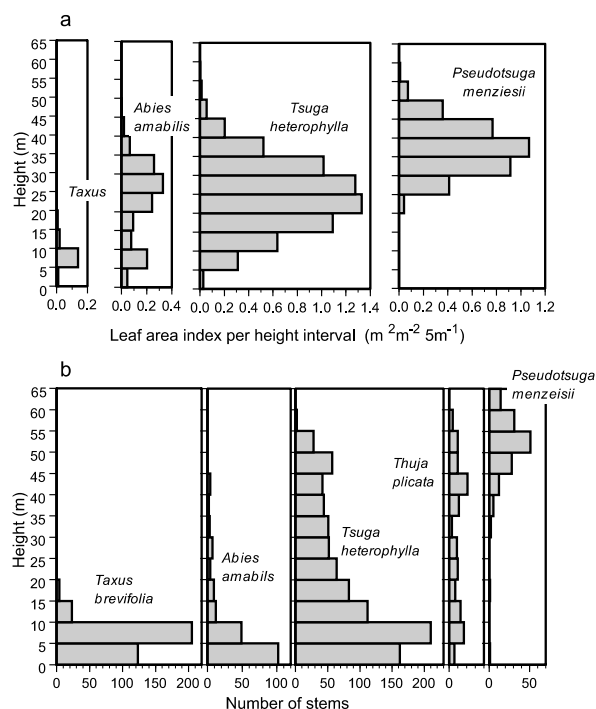 a
65
60
55
50
45
40
35
30
25
20
15
10
5
0
Height (m)
Taxus
Abies
amabilis
Tsuga
heterophylla
Pseudotsuga
menziesii
0.0 0.2 0.0 0.2 0.4 0.0 0.2 0.4 0.6 0.8 1.0 1.2 1.4 0.0 0.2 0.4 0.6 0.8 1.0 1.2
Leaf area index per height interval (m 2m-2 5m-1)
b
65
60
55
50
45
40
35
30
25
20
15
10
5
0
Height (m)
Taxus
brevifolia
Abies
amabils
Tsuga
heterophylla
Thuja
plicata
Pseudotsuga
menzeisii
0 50 100 150 200 0 50 100 0 50 100 150 200 0 0 50
Number of stems